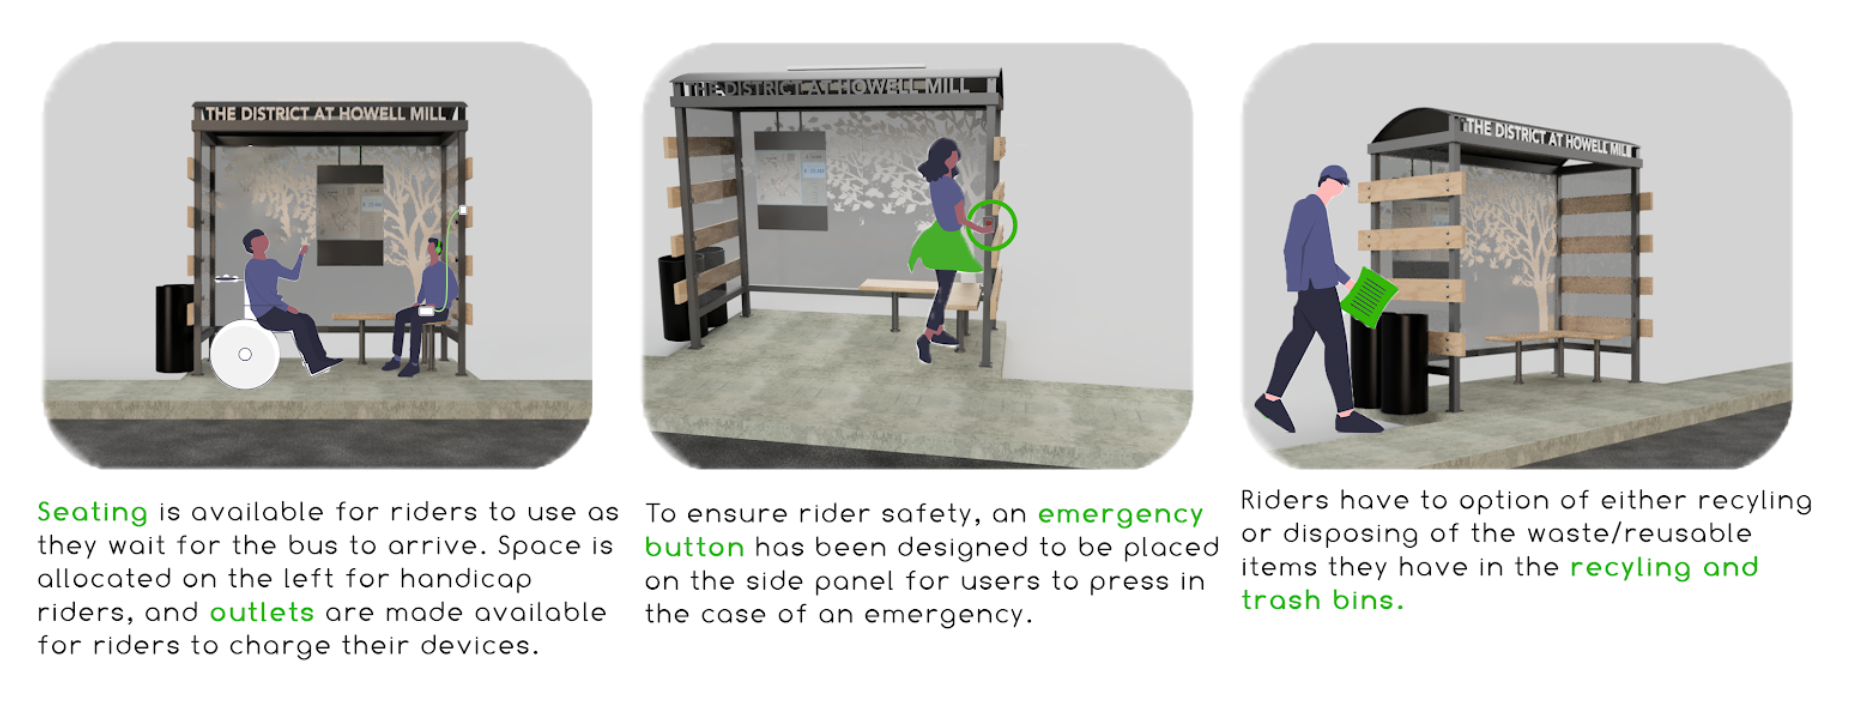 THE DISTRICT AT HOWELL MILL
Seating is available for riders to use as
they wait for the bus to arrive. Space is
allocated on the left for handicap
riders, and outlets are made available
for riders to charge their devices.
THE DISTRICT AT HOWELL MILL
To ensure rider safety, an emergency
button has been designed to be placed
on the side panel for users to press in
the case of an emergency.
THE DISTRICT AT HOWELL MILL
Riders have to option of either recyling
or disposing of the waste/reusable
items they have in the recyling and
trash bins.